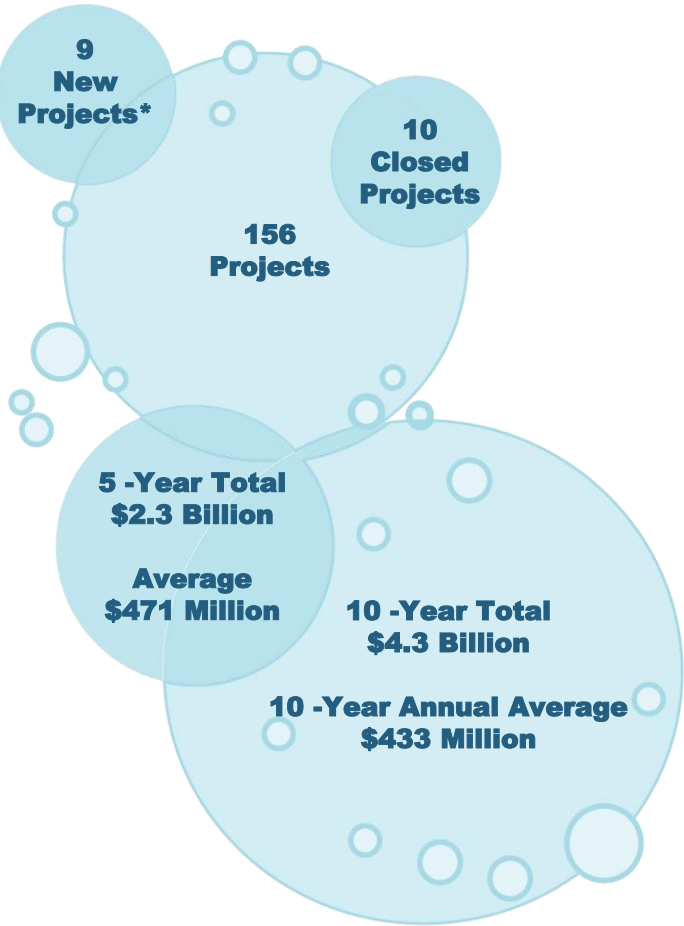 9
New
Projects*
10
Closed
Projects
156
Projects
5 -Year Total
$2.3 Billion
Average
$471 Million
10 -Year Total
$4.3 Billion
10 -Year Annual Average
$433 Million